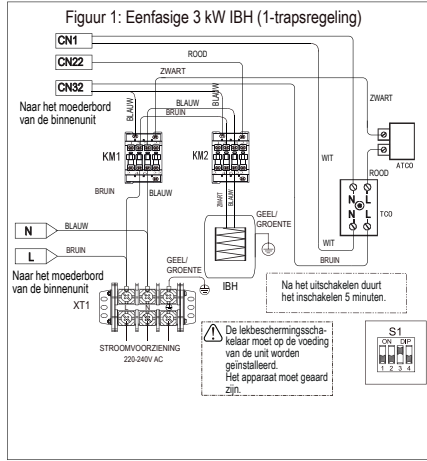 Figuur 1: Eenfasige 3 kW IBH (1-trapsregeling)
CN1
CN22
CN32
ROOD
ZWART
BLAUW
BLAUW
BLAUW
BRUIN
Naar het moederbord
van de binnenunit
KM1
KM2
ZWART
ATCO
WIT
ROOD
N N
L L
TCO
BRUIN
BLAUW
ZWART
BLAUW
N
BLAUW
L
BRUIN
GEEL/
GROENTE
WIT
BRUIN
Naar het moederbord
van de binnenunit
GEEL/
GROENTE
IBH
XT1
L
N
Na het uitschakelen duurt
het inschakelen 5 minuten.
STROOMVOORZIENING
220-240V AC
De lekbeschermingsscha-
kelaar moet op de voeding
van de unit worden
geïnstalleerd.
Het apparaat moet geaard
zijn.
S1
ON DIP
1 2 3 4